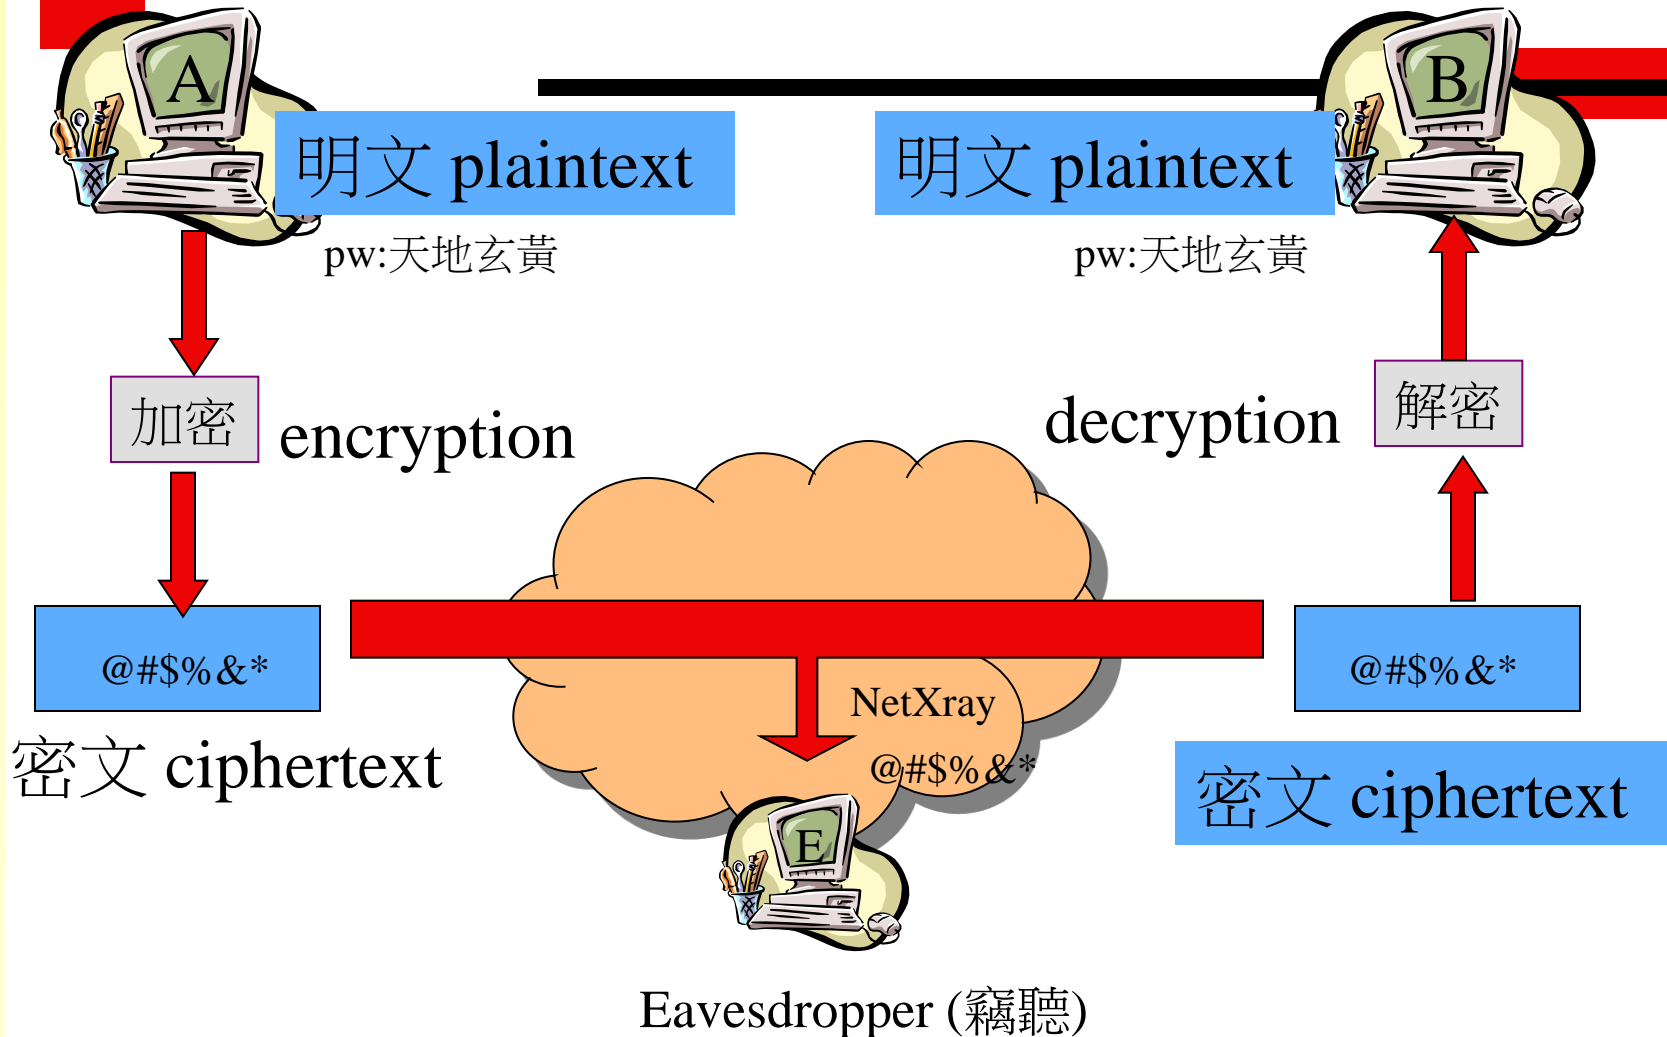 A
B
明文 plaintext
明文 plaintext
pw:天地玄黃
pw:天地玄黃
加密
encryption
decryption
解密
@#$%&*
@#$%&*
NetXray
@#$%&*
密文 ciphertext
密文 ciphertext
E
Eavesdropper (竊聽)